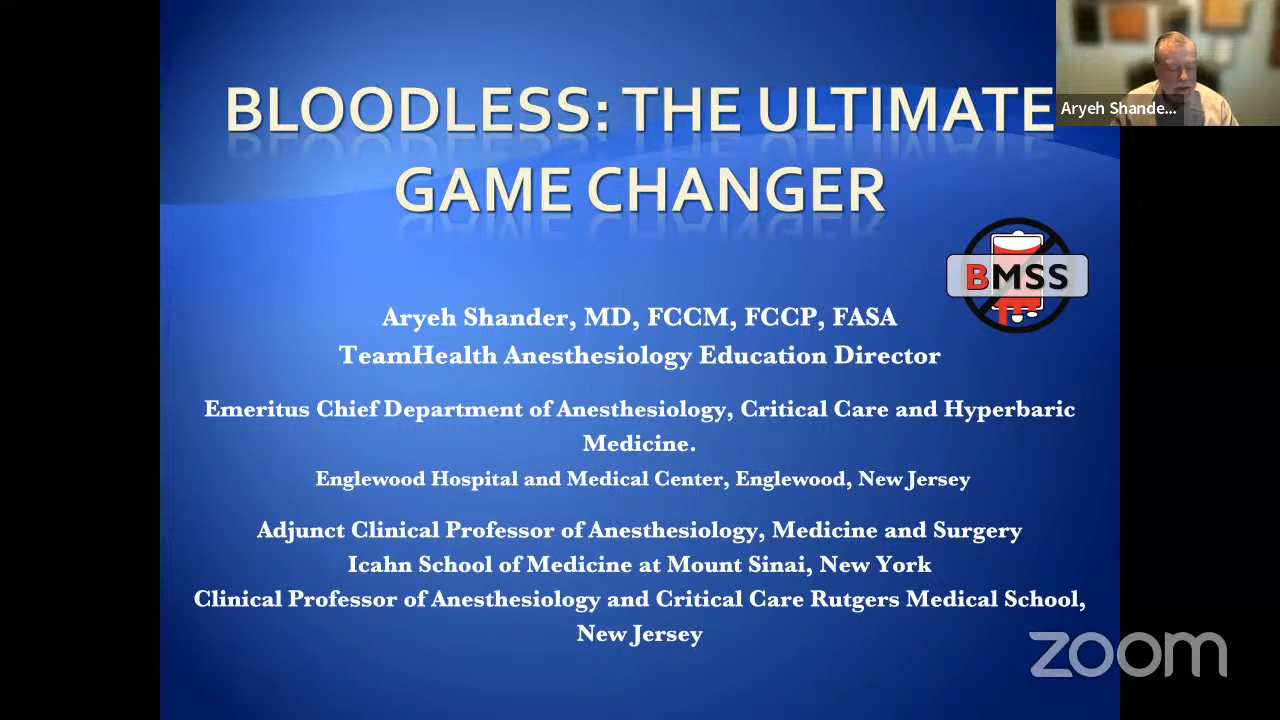 BLOODLESS: THE ULTIMATE
GAME CHANGER
Aryeh Shande...
BMSS
Aryeh Shander, MD, FCCM, FCCP, FASA
TeamHealth Anesthesiology Education Director
Emeritus Chief Department of Anesthesiology, Critical Care and Hyperbaric
Medicine.
Englewood Hospital and Medical Center, Englewood, New Jersey
Adjunct Clinical Professor of Anesthesiology, Medicine and Surgery
Icahn School of Medicine at Mount Sinai, New York
Clinical Professor of Anesthesiology and Critical Care Rutgers Medical School,
New Jersey
zoom